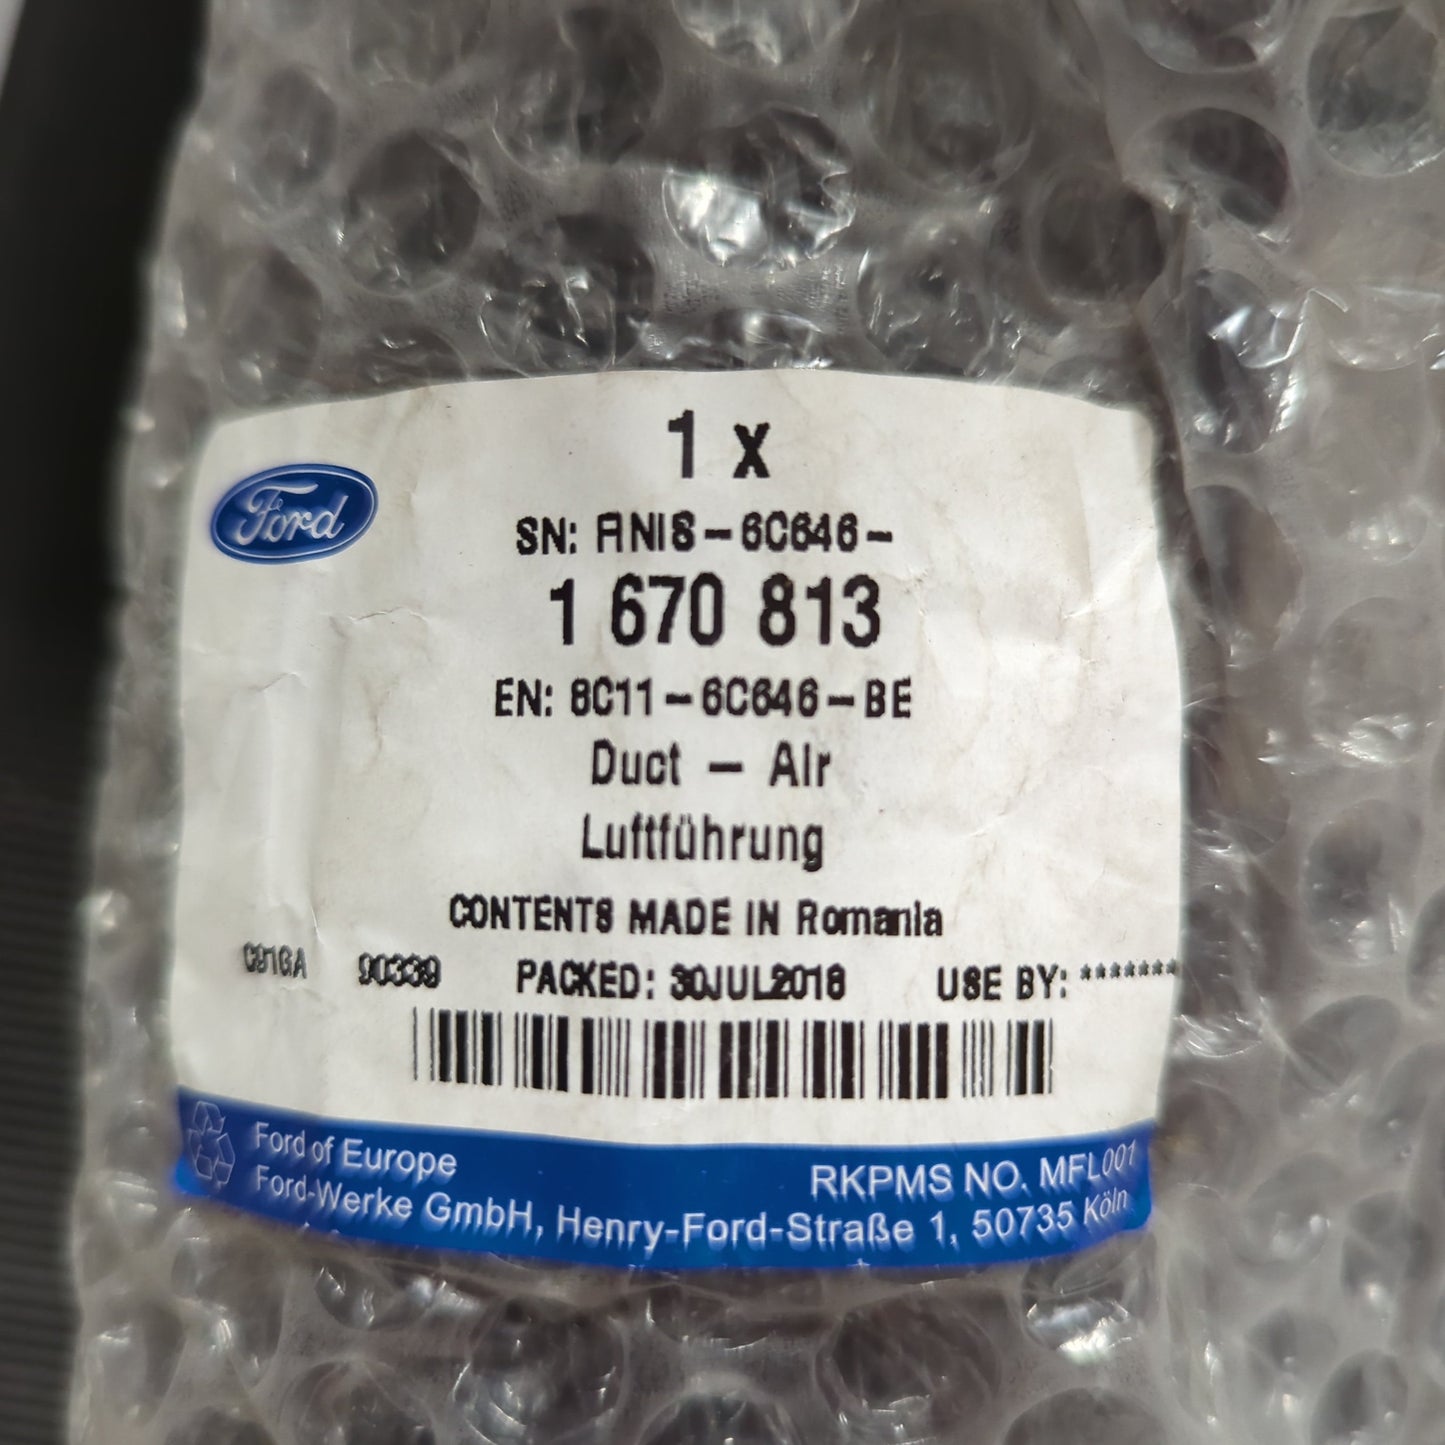 1 x
Ford
SN: ANIS-6C646-
1 670 813
EN: 8C11-6C646-BE
Duct - Air
Luftführung
CONTENTS MADE IN Romania
C91GA 90339 PACKED: 30JUL2018 USE BY: *******
Ford of Europe RKPMS NO. MFL001
Ford-Werke GmbH, Henry-Ford-Straße 1, 50735 Köln